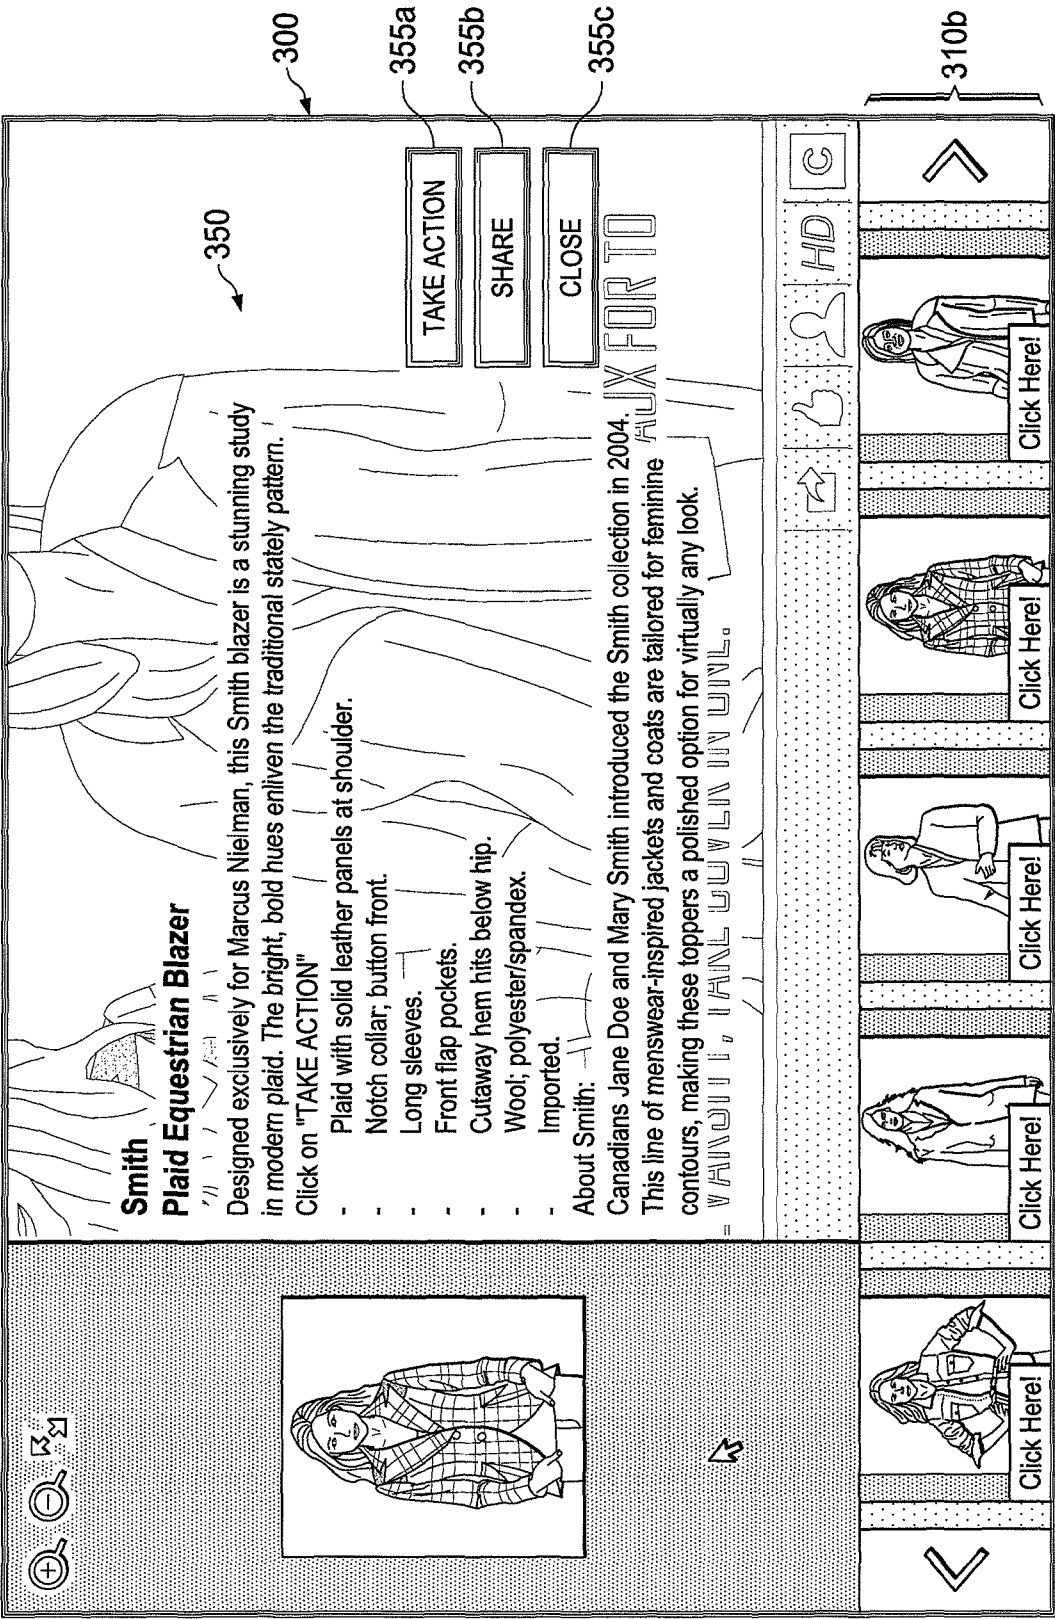 300
350
Smith
Plaid Equestrian Blazer
Designed exclusively for Marcus Nielman, this Smith blazer is a stunning study
in modern plaid. The bright, bold hues enliven the traditional stately pattern.
Click on "TAKE ACTION"
- Plaid with solid leather panels at shoulder.
- Notch collar; button front.
- Long sleeves.
- Front flap pockets.
- Cutaway hem hits below hip.
- Wool; polyester/spandex.
- Imported.
About Smith:
Canadians Jane Doe and Mary Smith introduced the Smith collection in 2004.
This line of menswear-inspired jackets and coats are tailored for feminine
contours, making these toppers a polished option for virtually any look.
TAKE ACTION
355a
SHARE
355b
CLOSE
355c
FOR TO
HD
C
Click Here!
Click Here!
Click Here!
Click Here!
Click Here!
310b